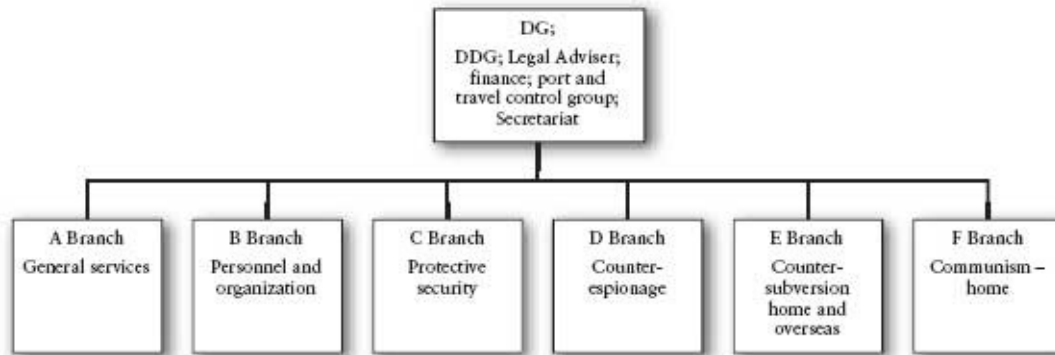 DG;
DDG; Legal Adviser;
finance; port and
travel control group;
Secretariat
A Branch
General services
B Branch
Personnel and
organization
C Branch
Protective
security
D Branch
Counter-
espionage
E Branch
Counter-
subversion
home and
overseas
F Branch
Communism –
home